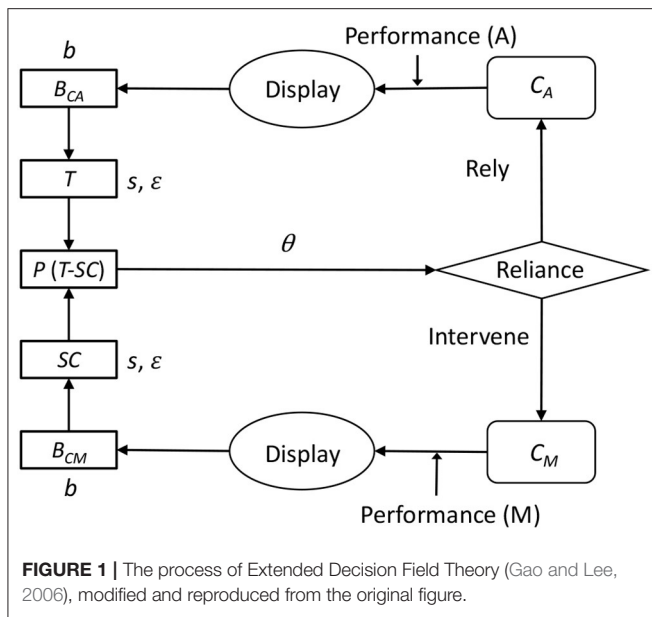 Performance (A)
b
B_CA
Display
C_A
T
s, ε
Rely
P (T-SC)
θ
Reliance
Intervene
SC
s, ε
B_CM
Display
C_M
b
Performance (M)
FIGURE 1 | The process of Extended Decision Field Theory (Gao and Lee,
2006), modified and reproduced from the original figure.